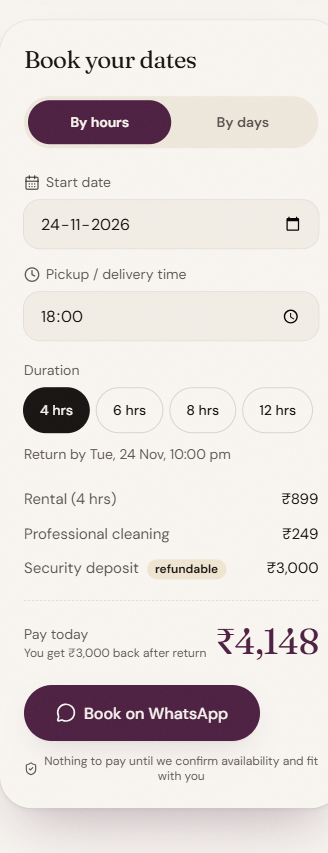 Book your dates
By hours By days
Start date
24-11-2026
Pickup / delivery time
18:00
Duration
4 hrs 6 hrs 8 hrs 12 hrs
Return by Tue, 24 Nov, 10:00 pm
Rental (4 hrs) ₹899
Professional cleaning ₹249
Security deposit refundable ₹3,000
Pay today ₹4,148
You get ₹3,000 back after return
Book on WhatsApp
Nothing to pay until we confirm availability and fit
with you